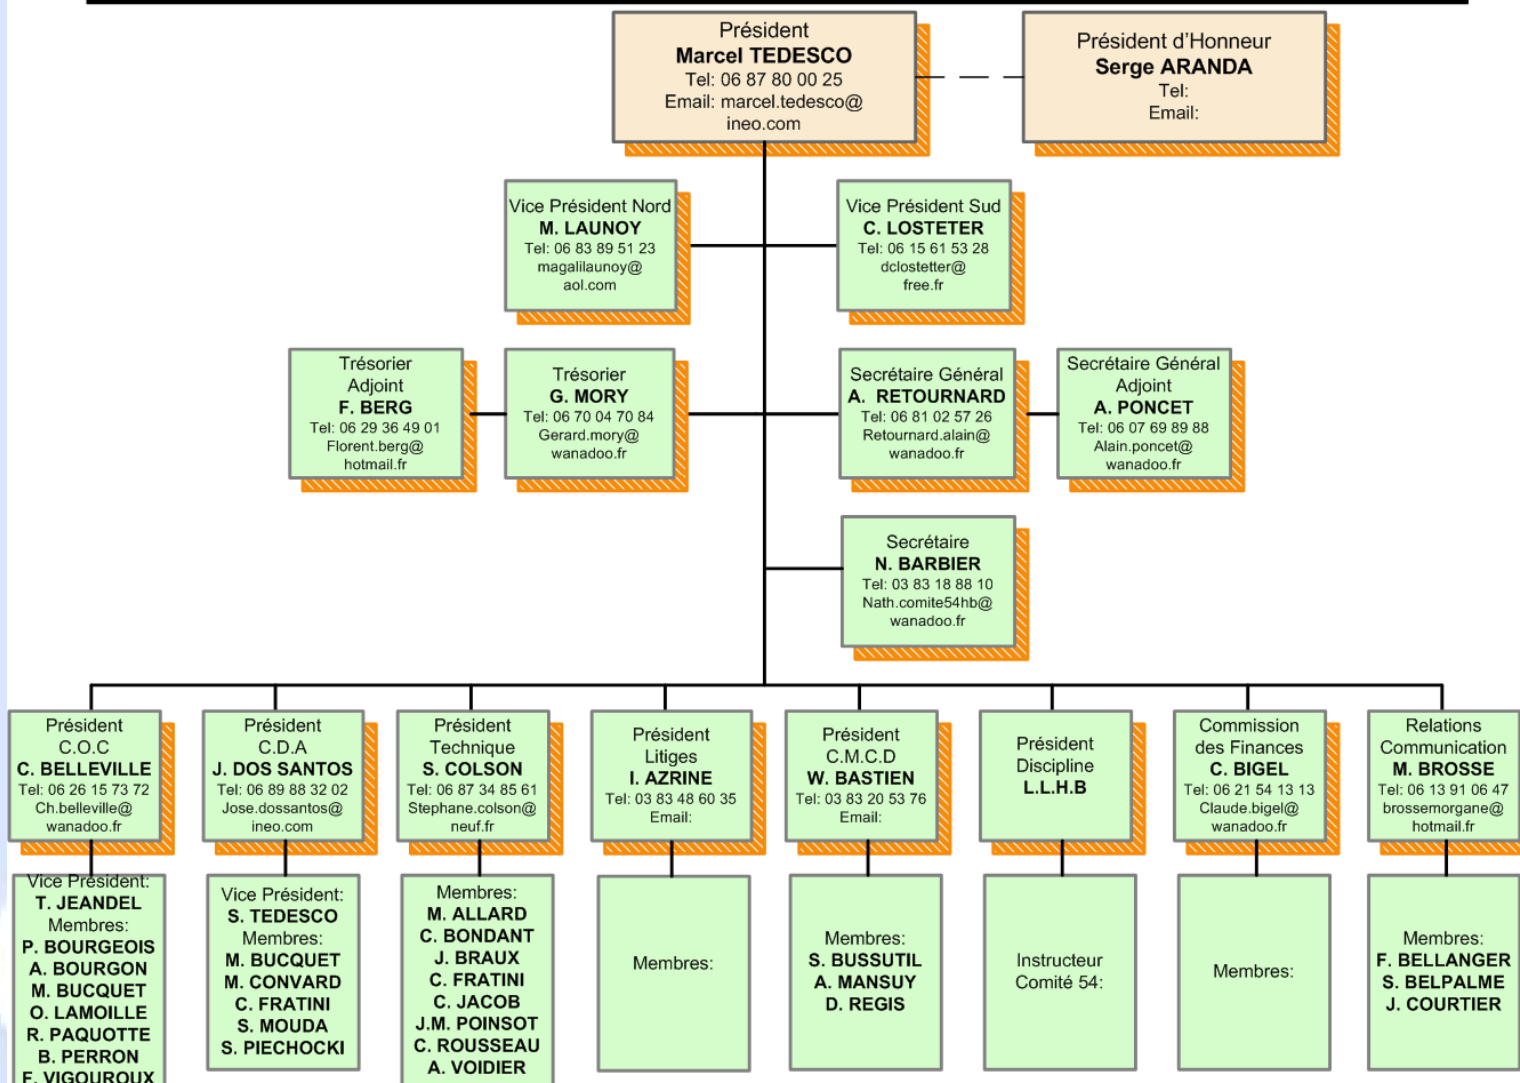 Président
Marcel TEDESCO
Tel: 06 87 80 00 25
Email: marcel.tedesco@
ineo.com
Président d'Honneur
Serge ARANDA
Tel:
Email:
Vice Président Nord
M. LAUNOY
Tel: 06 83 89 51 23
magalilaunoy@
aol.com
Vice Président Sud
C. LOSTETER
Tel: 06 15 61 53 28
dclostetter@
free.fr
Trésorier
Adjoint
F. BERG
Tel: 06 29 36 49 01
Florent.berg@
hotmail.fr
Trésorier
G. MORY
Tel: 06 70 04 70 84
Gerard.mory@
wanadoo.fr
Secrétaire Général
A. RETOURNARD
Tel: 06 81 02 57 26
Retournard.alain@
wanadoo.fr
Secrétaire Général
Adjoint
A. PONCET
Tel: 06 07 69 89 88
Alain.poncet@
wanadoo.fr
Secrétaire
N. BARBIER
Tel: 03 83 18 88 10
Nath.comite54hb@
wanadoo.fr
Président
C.O.C
C. BELLEVILLE
Tel: 06 26 15 73 72
Ch.belleville@
wanadoo.fr
Président
C.D.A
J. DOS SANTOS
Tel: 06 89 88 32 02
Jose.dossantos@
ineo.com
Président
Technique
S. COLSON
Tel: 06 87 34 85 61
Stephane.colson@
neuf.fr
Président
Litiges
I. AZRINE
Tel: 03 83 48 60 35
Email:
Président
C.M.C.D
W. BASTIEN
Tel: 03 83 20 53 76
Email:
Président
Discipline
L.L.H.B
Commission
des Finances
C. BIGEL
Tel: 06 21 54 13 13
Claude.bigel@
wanadoo.fr
Relations
Communication
M. BROSSE
Tel: 06 13 91 06 47
brossemorgane@
hotmail.fr
Vice Président:
T. JEANDEL
Membres:
P. BOURGEOIS
A. BOURGON
M. BUCQUET
O. LAMOILLE
R. PAQUOTTE
B. PERRON
F. VIGOUROUX
Vice Président:
S. TEDESCO
Membres:
M. BUCQUET
M. CONVARD
C. FRATINI
S. MOUDA
S. PIECHOCKI
Membres:
M. ALLARD
C. BONDANT
J. BRAUX
C. FRATINI
C. JACOB
J.M. POINSOT
C. ROUSSEAU
A. VOIDIER
Membres:
Membres:
S. BUSSUTIL
A. MANSUY
D. REGIS
Instructeur
Comité 54:
Membres:
Membres:
F. BELLANGER
S. BELPALME
J. COURTIER